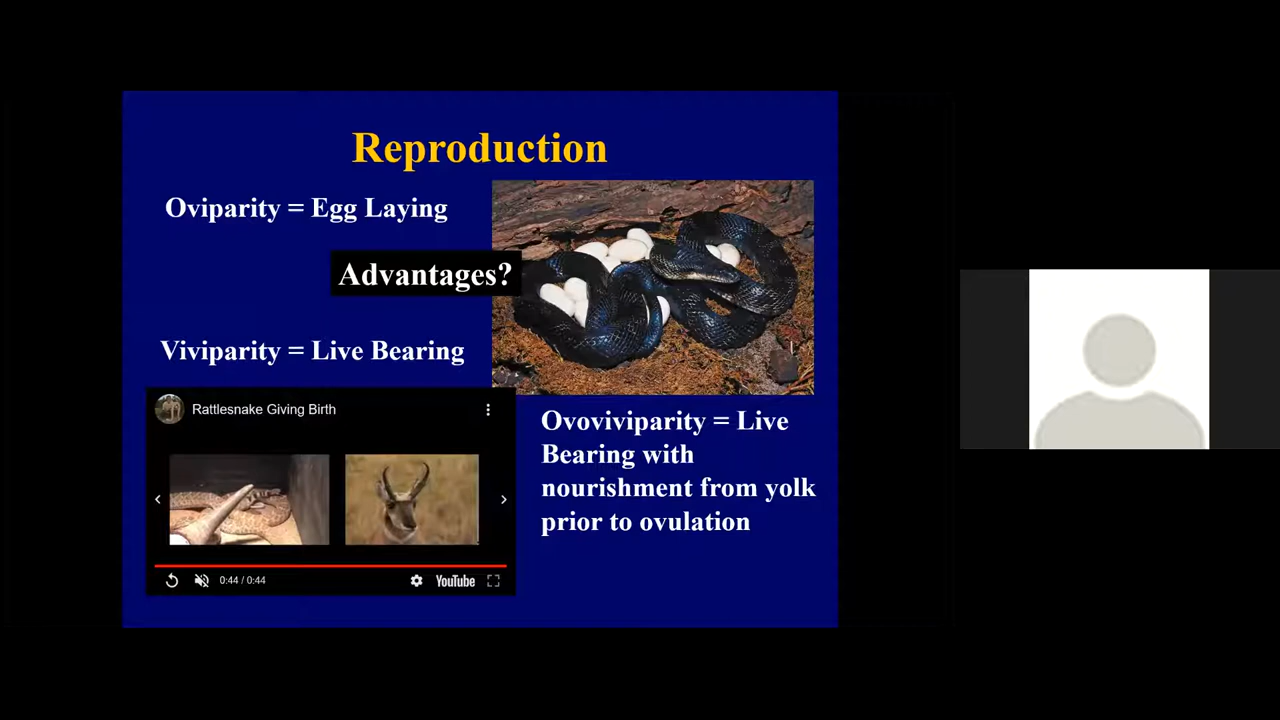 Reproduction
Oviparity = Egg Laying
Advantages?
Viviparity = Live Bearing
Rattlesnake Giving Birth
0:44 / 0:44
YouTube
Ovoviviparity = Live
Bearing with
nourishment from yolk
prior to ovulation